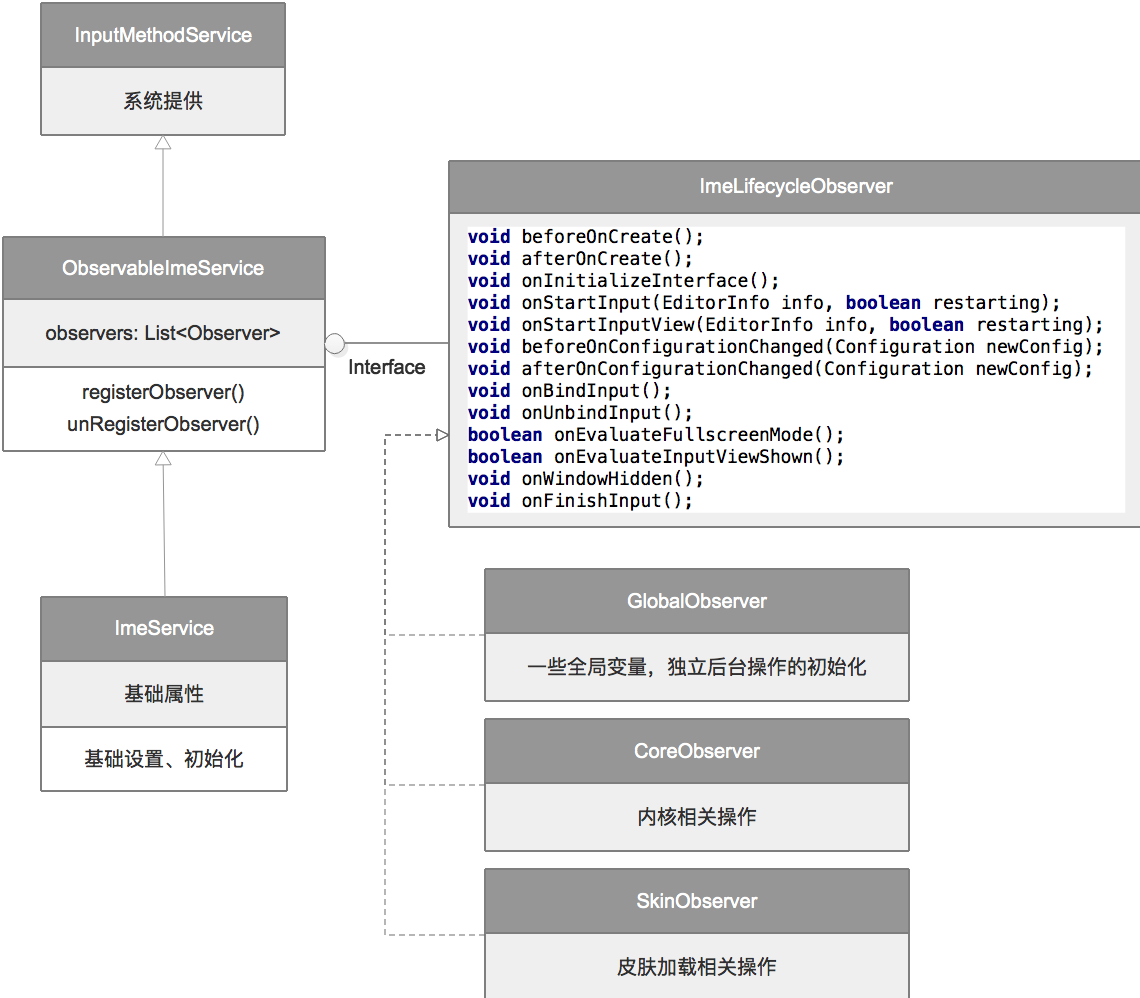 InputMethodService
系统提供
ObservableImeService
observers: List<Observer>
registerObserver()
unRegisterObserver()
Interface
ImeService
基础属性
基础设置、初始化
ImeLifecycleObserver
void beforeOnCreate();
void afterOnCreate();
void onInitializeInterface();
void onStartInput(EditorInfo info, boolean restarting);
void onStartInputView(EditorInfo info, boolean restarting);
void beforeOnConfigurationChanged(Configuration newConfig);
void afterOnConfigurationChanged(Configuration newConfig);
void onBindInput();
void onUnbindInput();
boolean onEvaluateFullscreenMode();
boolean onEvaluateInputViewShown();
void onWindowHidden();
void onFinishInput();
GlobalObserver
一些全局变量，独立后台操作的初始化
CoreObserver
内核相关操作
SkinObserver
皮肤加载相关操作